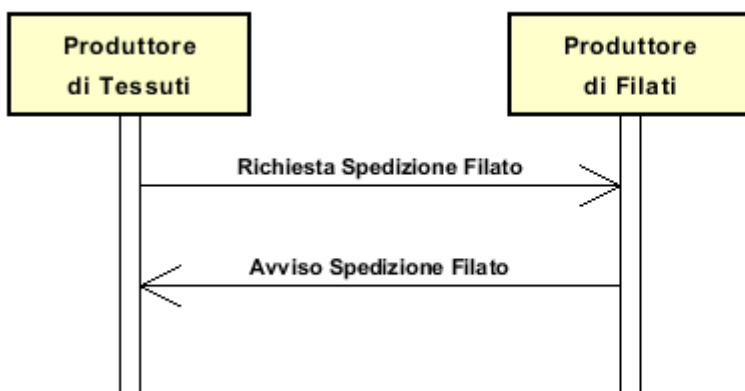 Produttore
di Tessuti
Produttore
di Filati
Richiesta Spedizione Filato
Avviso Spedizione Filato